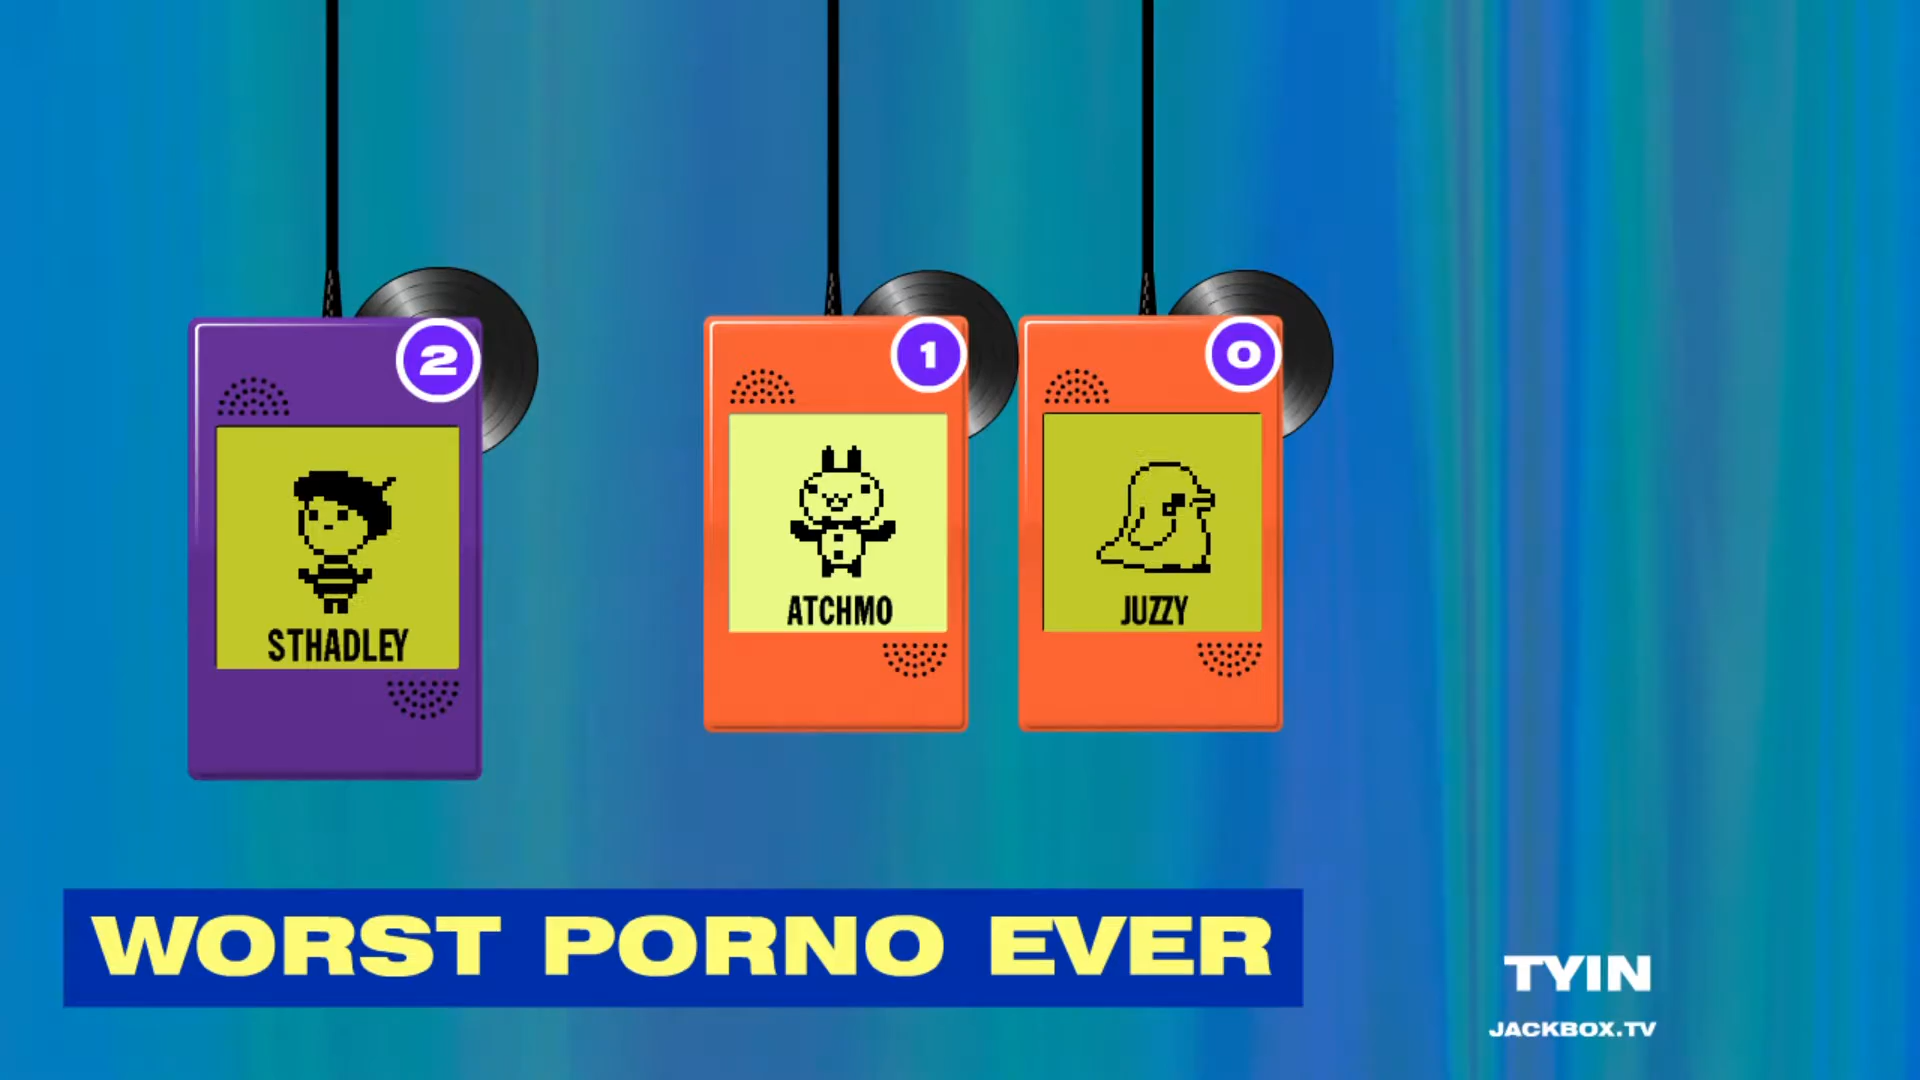 2
1
0
STHADLEY
ATCHMO
JUZZY
WORST PORNO EVER
TYIN
JACKBOX.TV